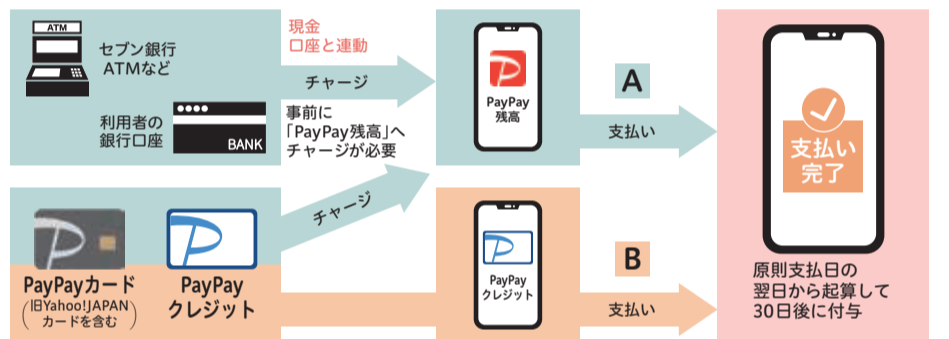 ATM
セブン銀行
ATMなど
利用者の
銀行口座
BANK
現金
口座と連動
チャージ
事前に
「PayPay残高」へ
チャージが必要
PayPay
残高
A
支払い
支払い
完了
チャージ
PayPayカード
(旧Yahoo!JAPAN
カードを含む)
PayPay
クレジット
PayPay
クレジット
B
支払い
原則支払日の
翌日から起算して
30日後に付与